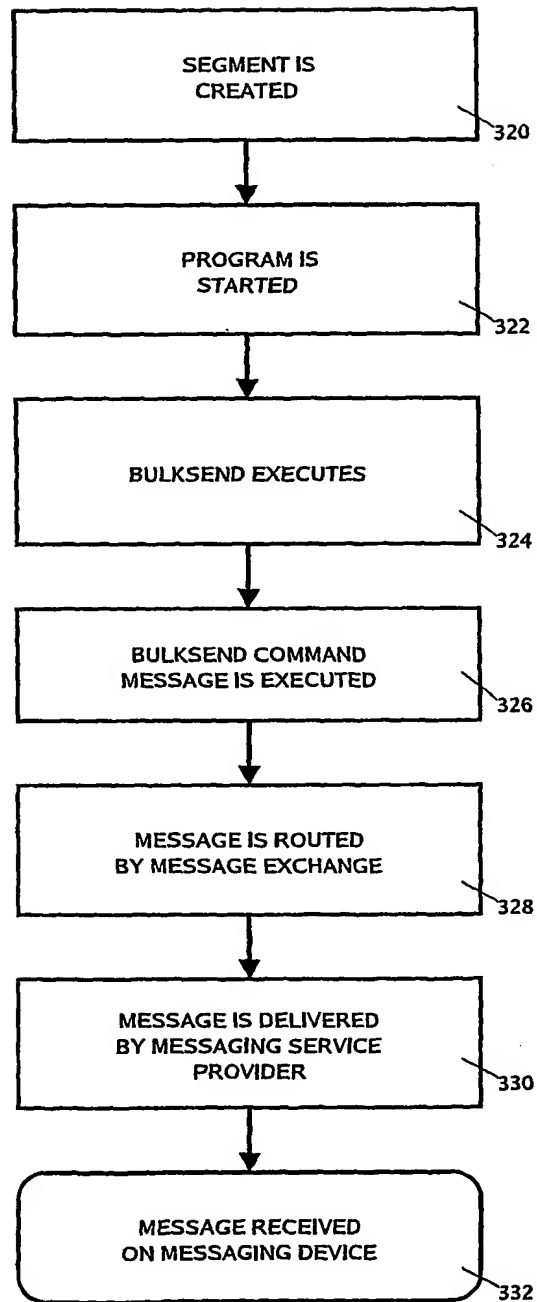 SEGMENT IS
CREATED
320
PROGRAM IS
STARTED
322
BULKSEND EXECUTES
324
BULKSEND COMMAND
MESSAGE IS EXECUTED
326
MESSAGE IS ROUTED
BY MESSAGE EXCHANGE
328
MESSAGE IS DELIVERED
BY MESSAGING SERVICE
PROVIDER
330
MESSAGE RECEIVED
ON MESSAGING DEVICE
332